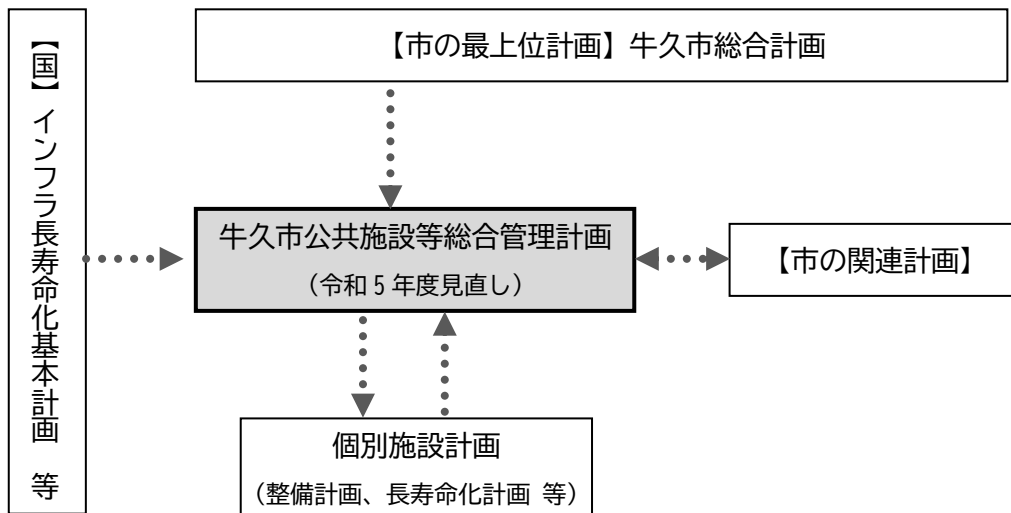 【国】インフラ長寿命化基本計画　等
【市の最上位計画】牛久市総合計画
牛久市公共施設等総合管理計画
（令和５年度見直し）
【市の関連計画】
個別施設計画
（整備計画、長寿命化計画 等）